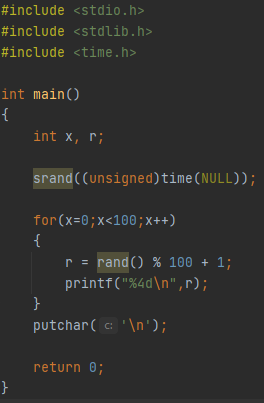 #include <stdio.h>
#include <stdlib.h>
#include <time.h>
int main()
{
int x, r;
srand((unsigned)time(NULL));
for(x=0;x<100;x++)
{
r = rand() % 100 + 1;
printf("%4d\n",r);
}
putchar( c: '\n');
return 0;
}